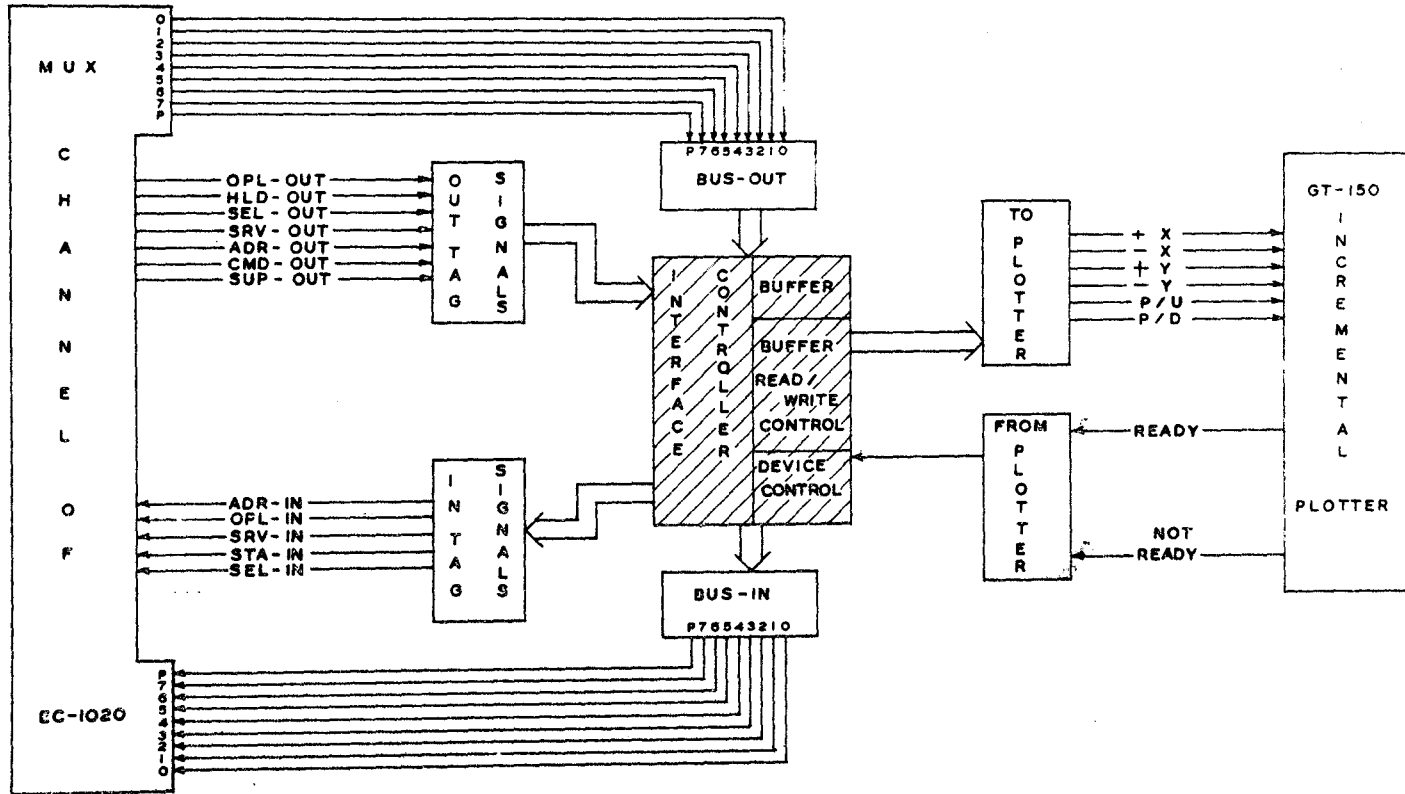 MUX CHANNEL OF
EC-1020
0
1
2
3
4
5
6
7
P
OPL-OUT
HLD-OUT
SEL-OUT
SRV-OUT
ADR-OUT
CMD-OUT
SUP-OUT
OUT TAG
SIGNALS
P76543210
BUS-OUT
INTERFACE
CONTROLLER
BUFFER
BUFFER
READ/
WRITE
CONTROL
DEVICE
CONTROL
TO
PLOTTER
+ X
- X
+ Y
- Y
P/U
P/D
GT-150
INCREMENTAL
PLOTTER
FROM
PLOTTER
READY
NOT
READY
ADR-IN
OPL-IN
SRV-IN
STA-IN
SEL-IN
IN TAG
SIGNALS
BUS-IN
P76543210
P
7
6
5
4
3
2
1
0